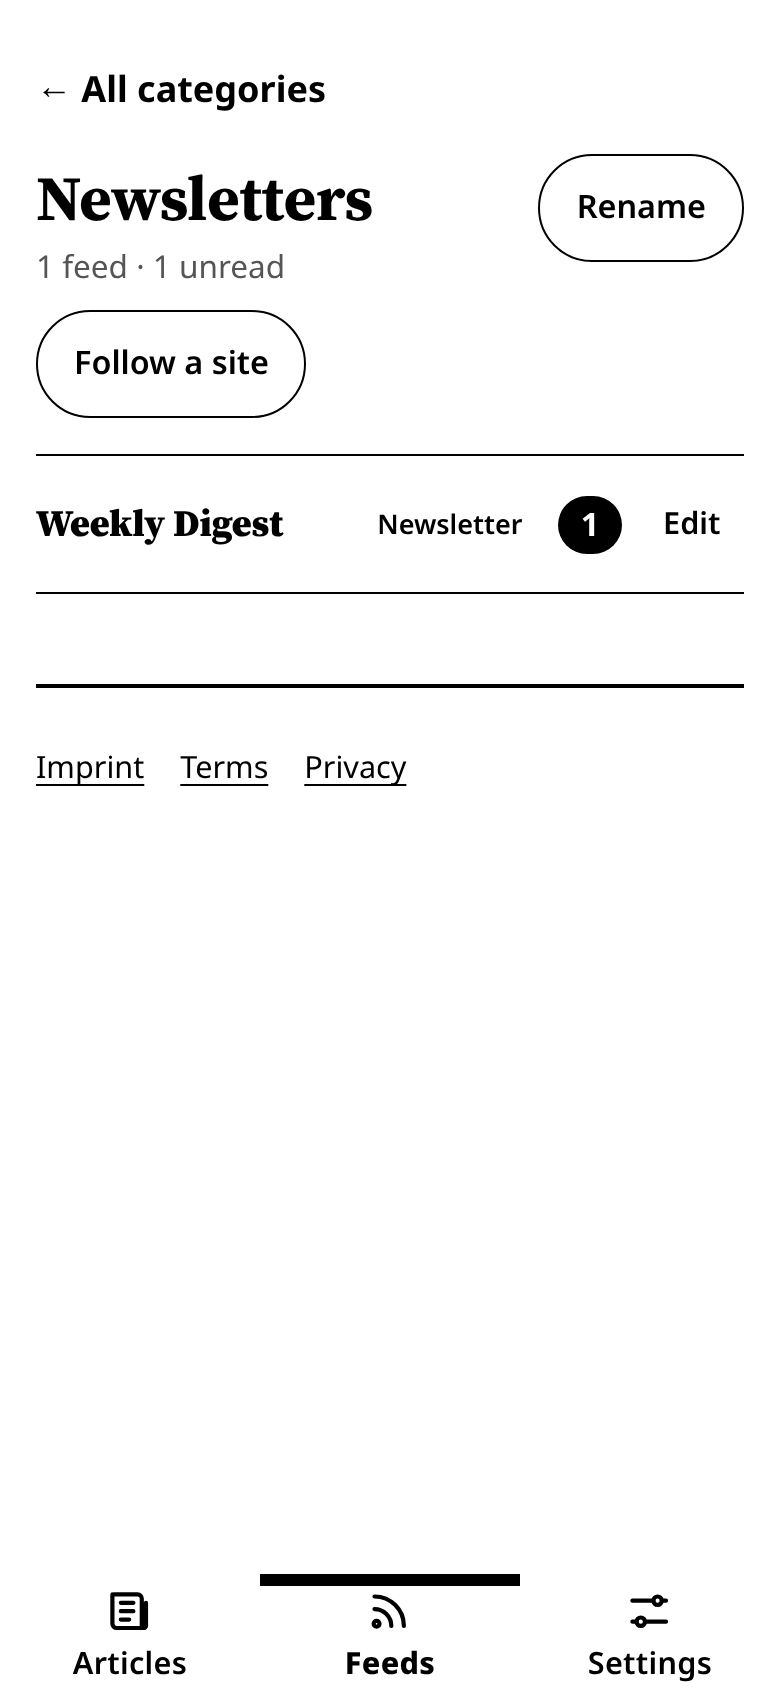 ← All categories
Newsletters
Rename
1 feed · 1 unread
Follow a site
Weekly Digest Newsletter 1 Edit
Imprint Terms Privacy
Articles Feeds Settings